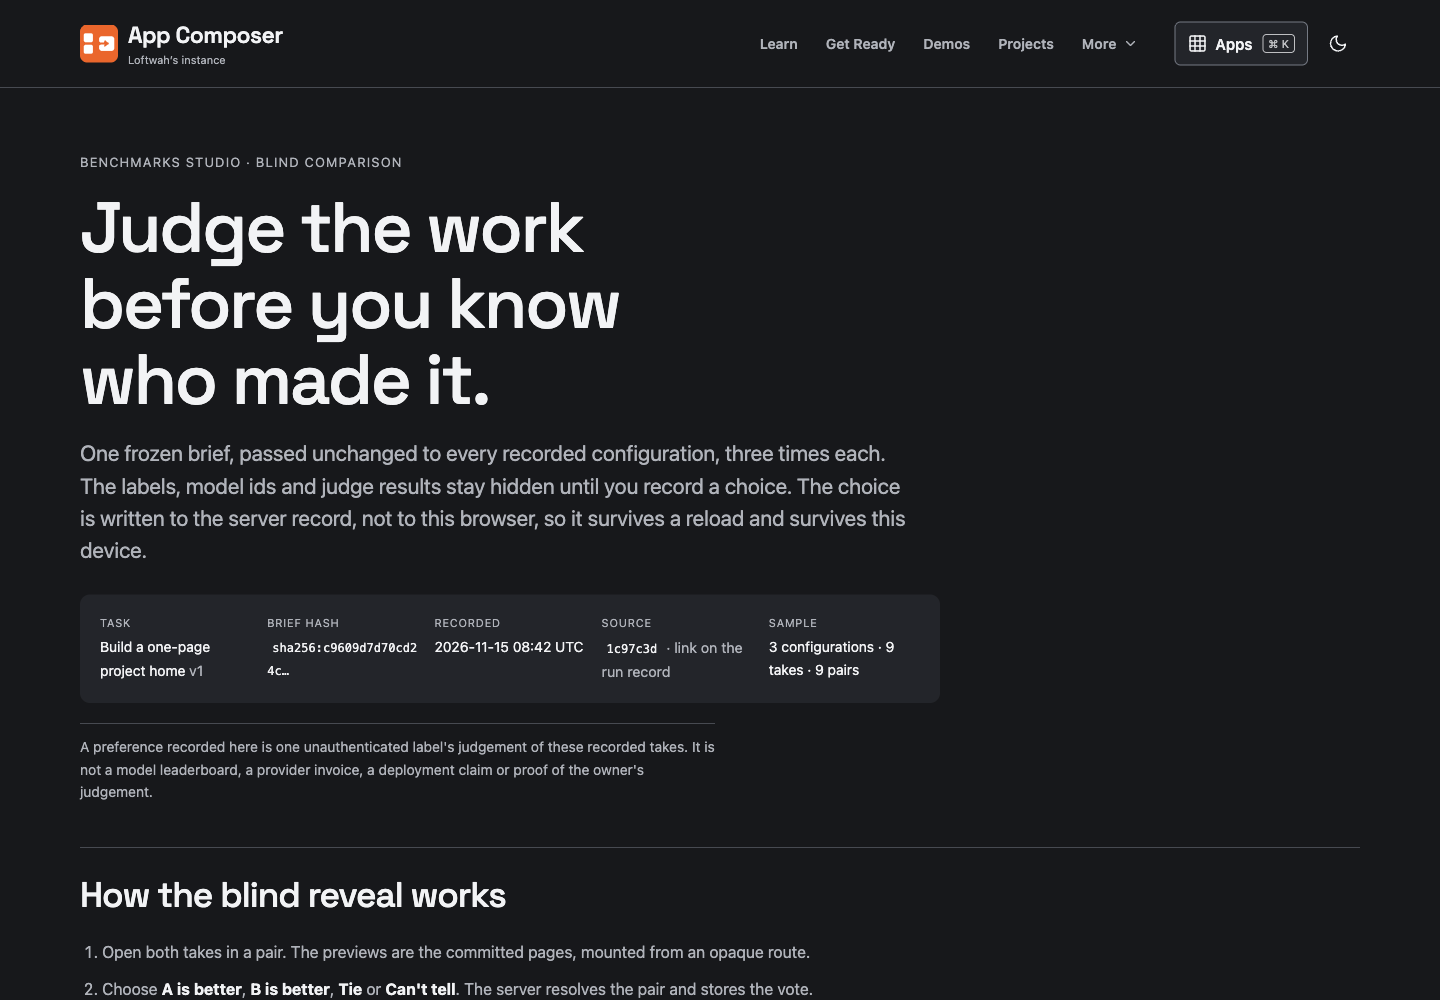 App Composer
Loftwah's instance
Learn
Get Ready
Demos
Projects
More
Apps
⌘ K
BENCHMARKS STUDIO · BLIND COMPARISON
Judge the work
before you know
who made it.
One frozen brief, passed unchanged to every recorded configuration, three times each.
The labels, model ids and judge results stay hidden until you record a choice. The choice
is written to the server record, not to this browser, so it survives a reload and survives this
device.
TASK
Build a one-page
project home v1
BRIEF HASH
sha256:c9609d7d70cd2
4c…
RECORDED
2026-11-15 08:42 UTC
SOURCE
1c97c3d · link on the
run record
SAMPLE
3 configurations · 9
takes · 9 pairs
A preference recorded here is one unauthenticated label's judgement of these recorded takes. It is
not a model leaderboard, a provider invoice, a deployment claim or proof of the owner's
judgement.
How the blind reveal works
1. Open both takes in a pair. The previews are the committed pages, mounted from an opaque route.
2. Choose A is better, B is better, Tie or Can't tell. The server resolves the pair and stores the vote.